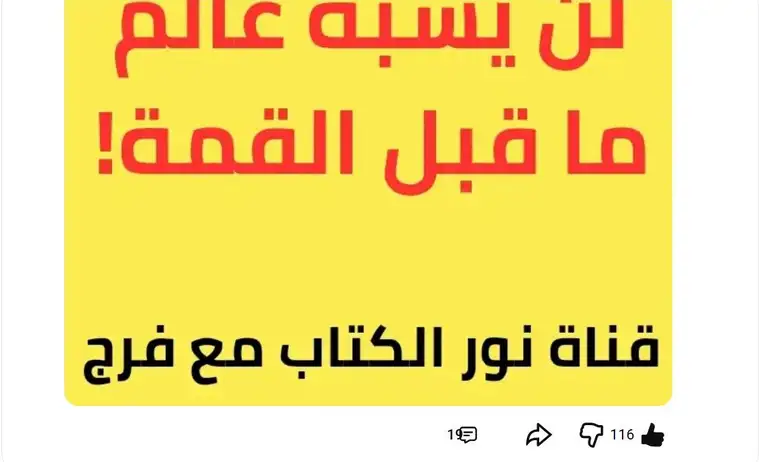 لن يشبه عالم
ما قبل القمة!
قناة نور الكتاب مع فرج
116
19